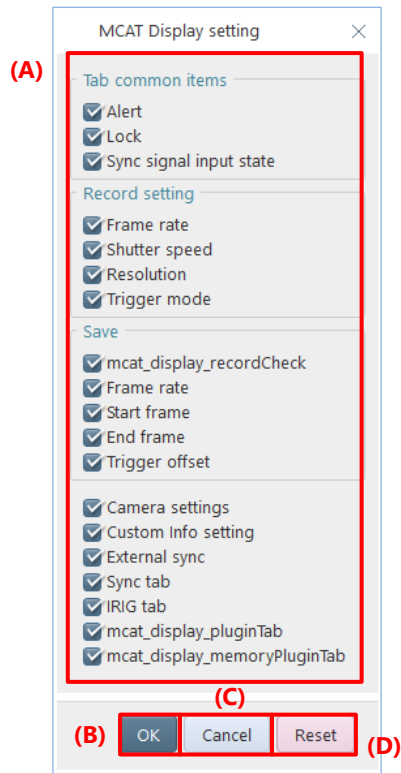 MCAT Display setting
(A)
Tab common items
Alert
Lock
Sync signal input state
Record setting
Frame rate
Shutter speed
Resolution
Trigger mode
Save
mcat_display_recordCheck
Frame rate
Start frame
End frame
Trigger offset
Camera settings
Custom Info setting
External sync
Sync tab
IRIG tab
mcat_display_pluginTab
mcat_display_memoryPluginTab
(C)
(B) OK Cancel Reset (D)